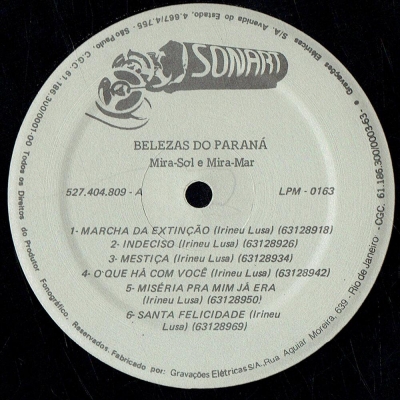 SONART
BELEZAS DO PARANÁ
Mira-Sol e Mira-Mar
527.404.809 - A
LPM - 0163
1- MARCHA DA EXTINÇÃO (Irineu Lusa) (63128918)
2- INDECISO (Irineu Lusa) (63128926)
3- MESTIÇA (Irineu Lusa) (63128934)
4- O'QUE HÁ COM VOCÊ (Irineu Lusa) (63128942)
5- MISÉRIA PRA MIM JÁ ERA
(Irineu Lusa) (63128950)
6- SANTA FELICIDADE (Irineu
Lusa) (63128969)
Todos os Direitos do Produtor Fonográfico. Reservados. Fabricado por: Gravações Elétricas S/A. Rua Aguiar Moreira, 639 - Rio de Janeiro - CGC. 61.186.300/0003-63 - e Gravações Elétricas S/A. Avenida do Estado, 4.667/4.755 - São Paulo. C.G.C. 61.186.300/0001-00